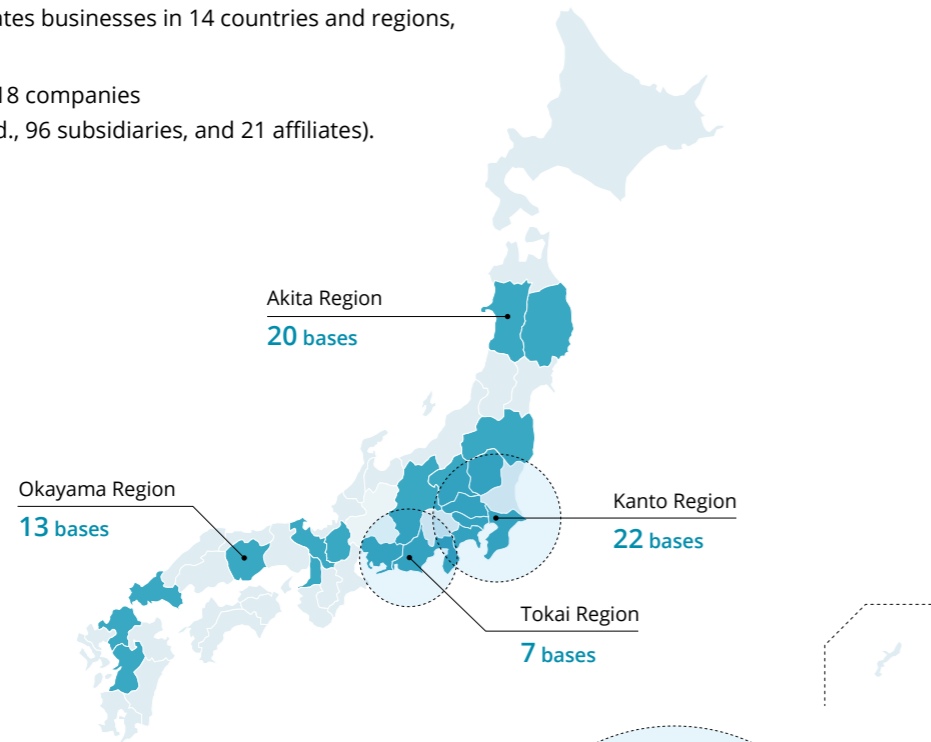 ates businesses in 14 countries and regions,
18 companies
d., 96 subsidiaries, and 21 affiliates).
Akita Region
20 bases
Okayama Region
13 bases
Kanto Region
22 bases
Tokai Region
7 bases